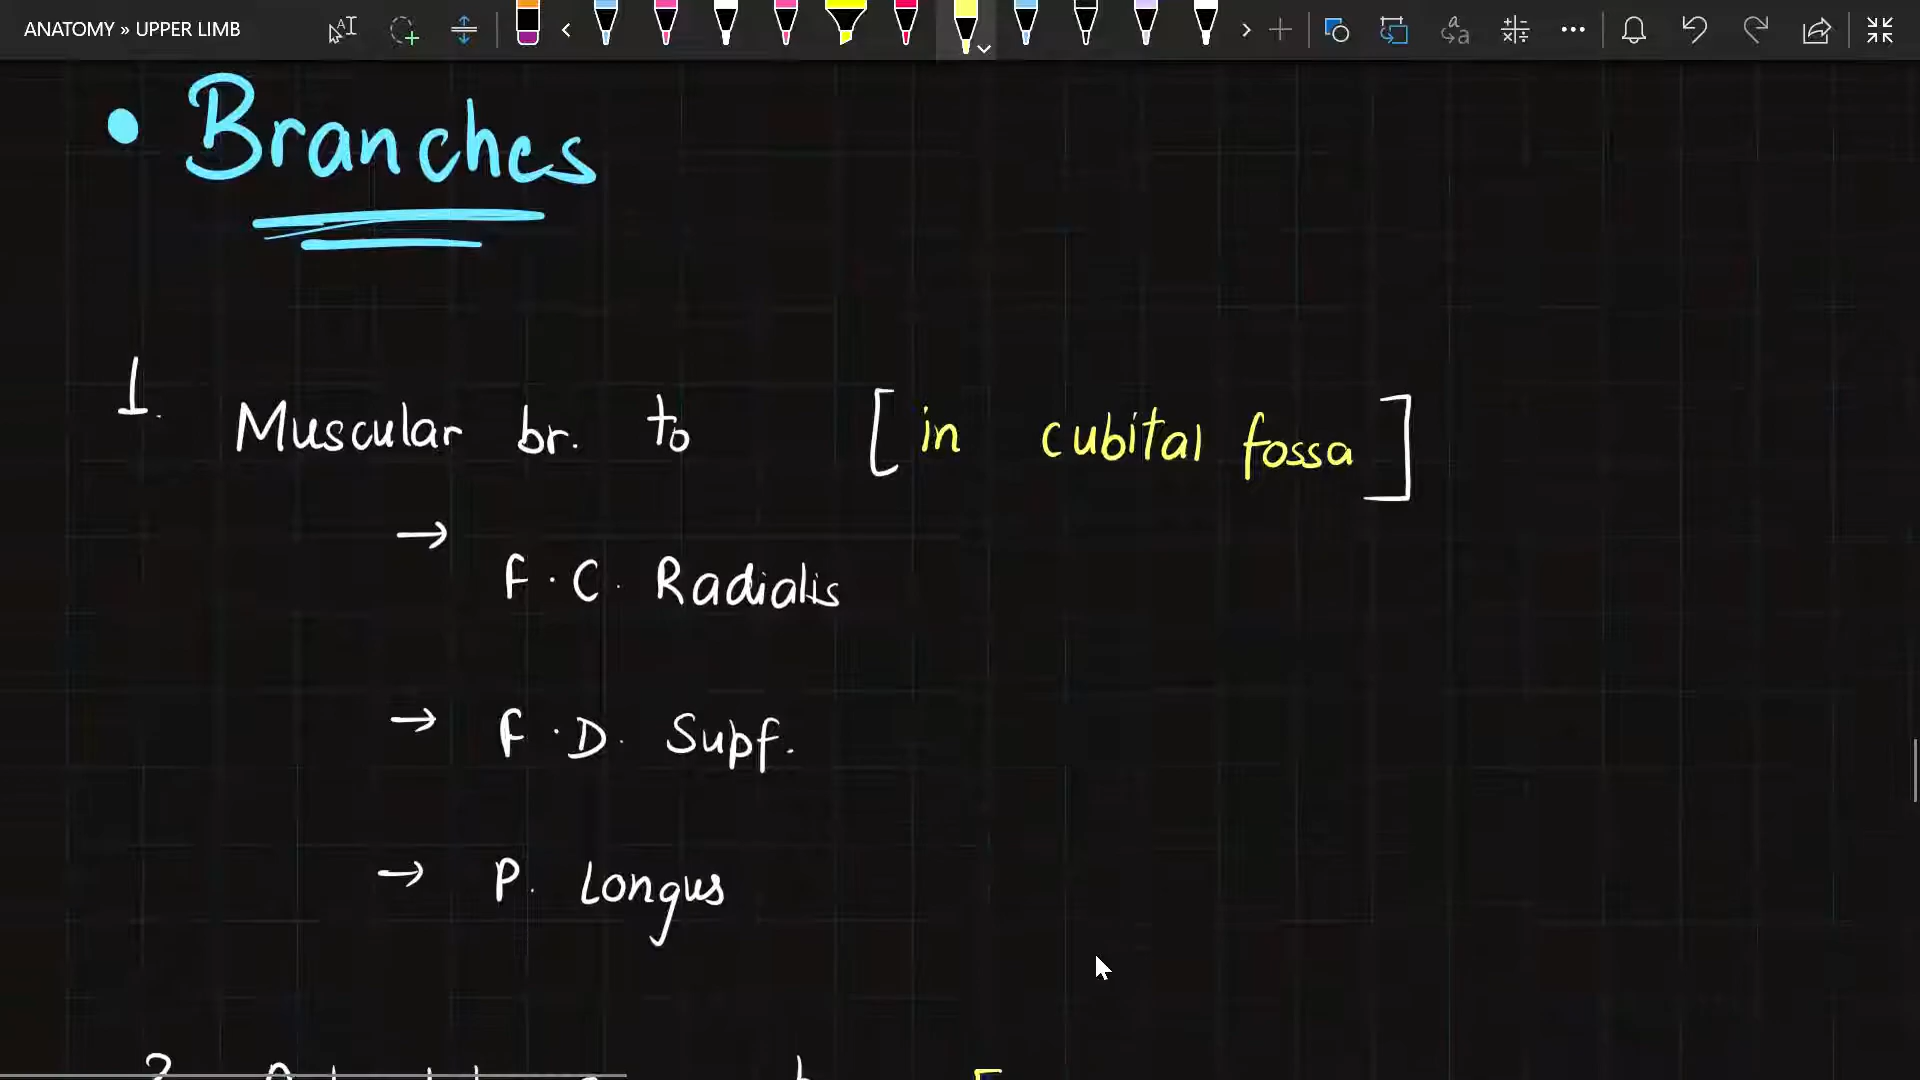 ANATOMY » UPPER LIMB
• Branches
1. Muscular br. to [in cubital fossa]
→ F. C. Radialis
→ F. D. Supf.
→ P. Longus